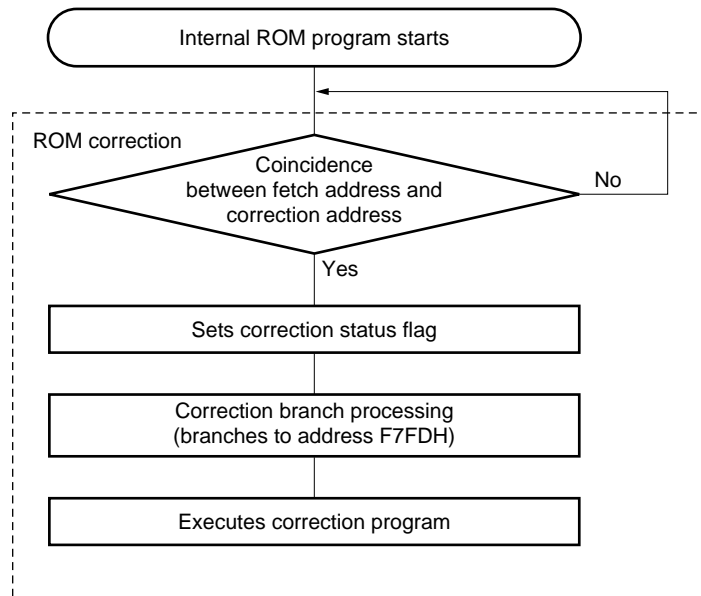 Internal ROM program starts
ROM correction
Coincidence
between fetch address and
correction address
No
Yes
Sets correction status flag
Correction branch processing
(branches to address F7FDH)
Executes correction program